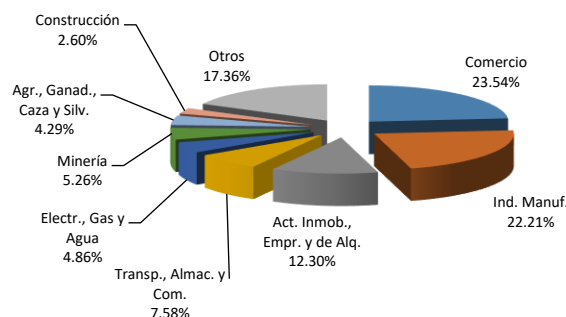 Construcción
2.60%
Otros
17.36%
Comercio
23.54%
Agr., Ganad.,
Caza y Silv.
4.29%
Minería
5.26%
Electr., Gas y
Agua
4.86%
Transp., Almac. y
Com.
7.58%
Act. Inmob.,
Empr. y de Alq.
12.30%
Ind. Manuf.
22.21%